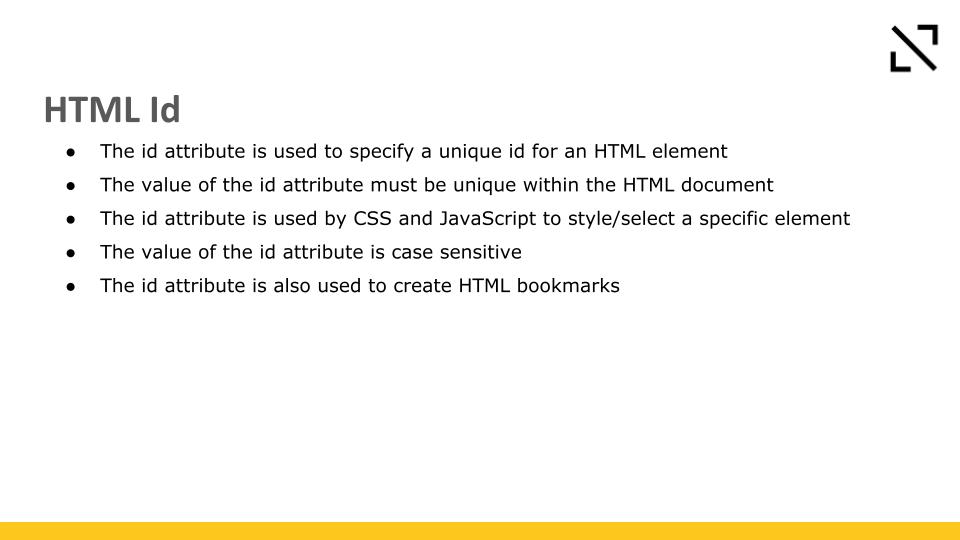 HTML Id
● The id attribute is used to specify a unique id for an HTML element
● The value of the id attribute must be unique within the HTML document
● The id attribute is used by CSS and JavaScript to style/select a specific element
● The value of the id attribute is case sensitive
● The id attribute is also used to create HTML bookmarks